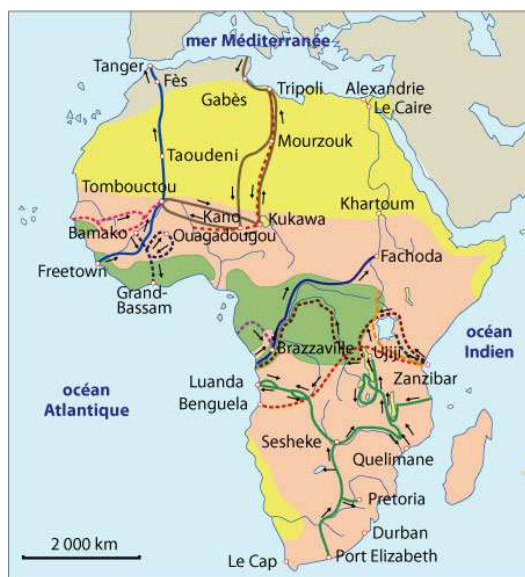 mer Méditerranée
Tanger
Fès
Gabès
Tripoli
Alexandrie
Le Caire
Mourzouk
Taoudeni
Tombouctou
Kano
Kukawa
Khartoum
Bamako
Ouagadougou
Freetown
Fachoda
Grand-
Bassam
Brazzaville
Ujiji
océan
Indien
Zanzibar
océan
Atlantique
Luanda
Benguela
Sesheke
Quelimane
Pretoria
Durban
2 000 km
Le Cap
Port Elizabeth